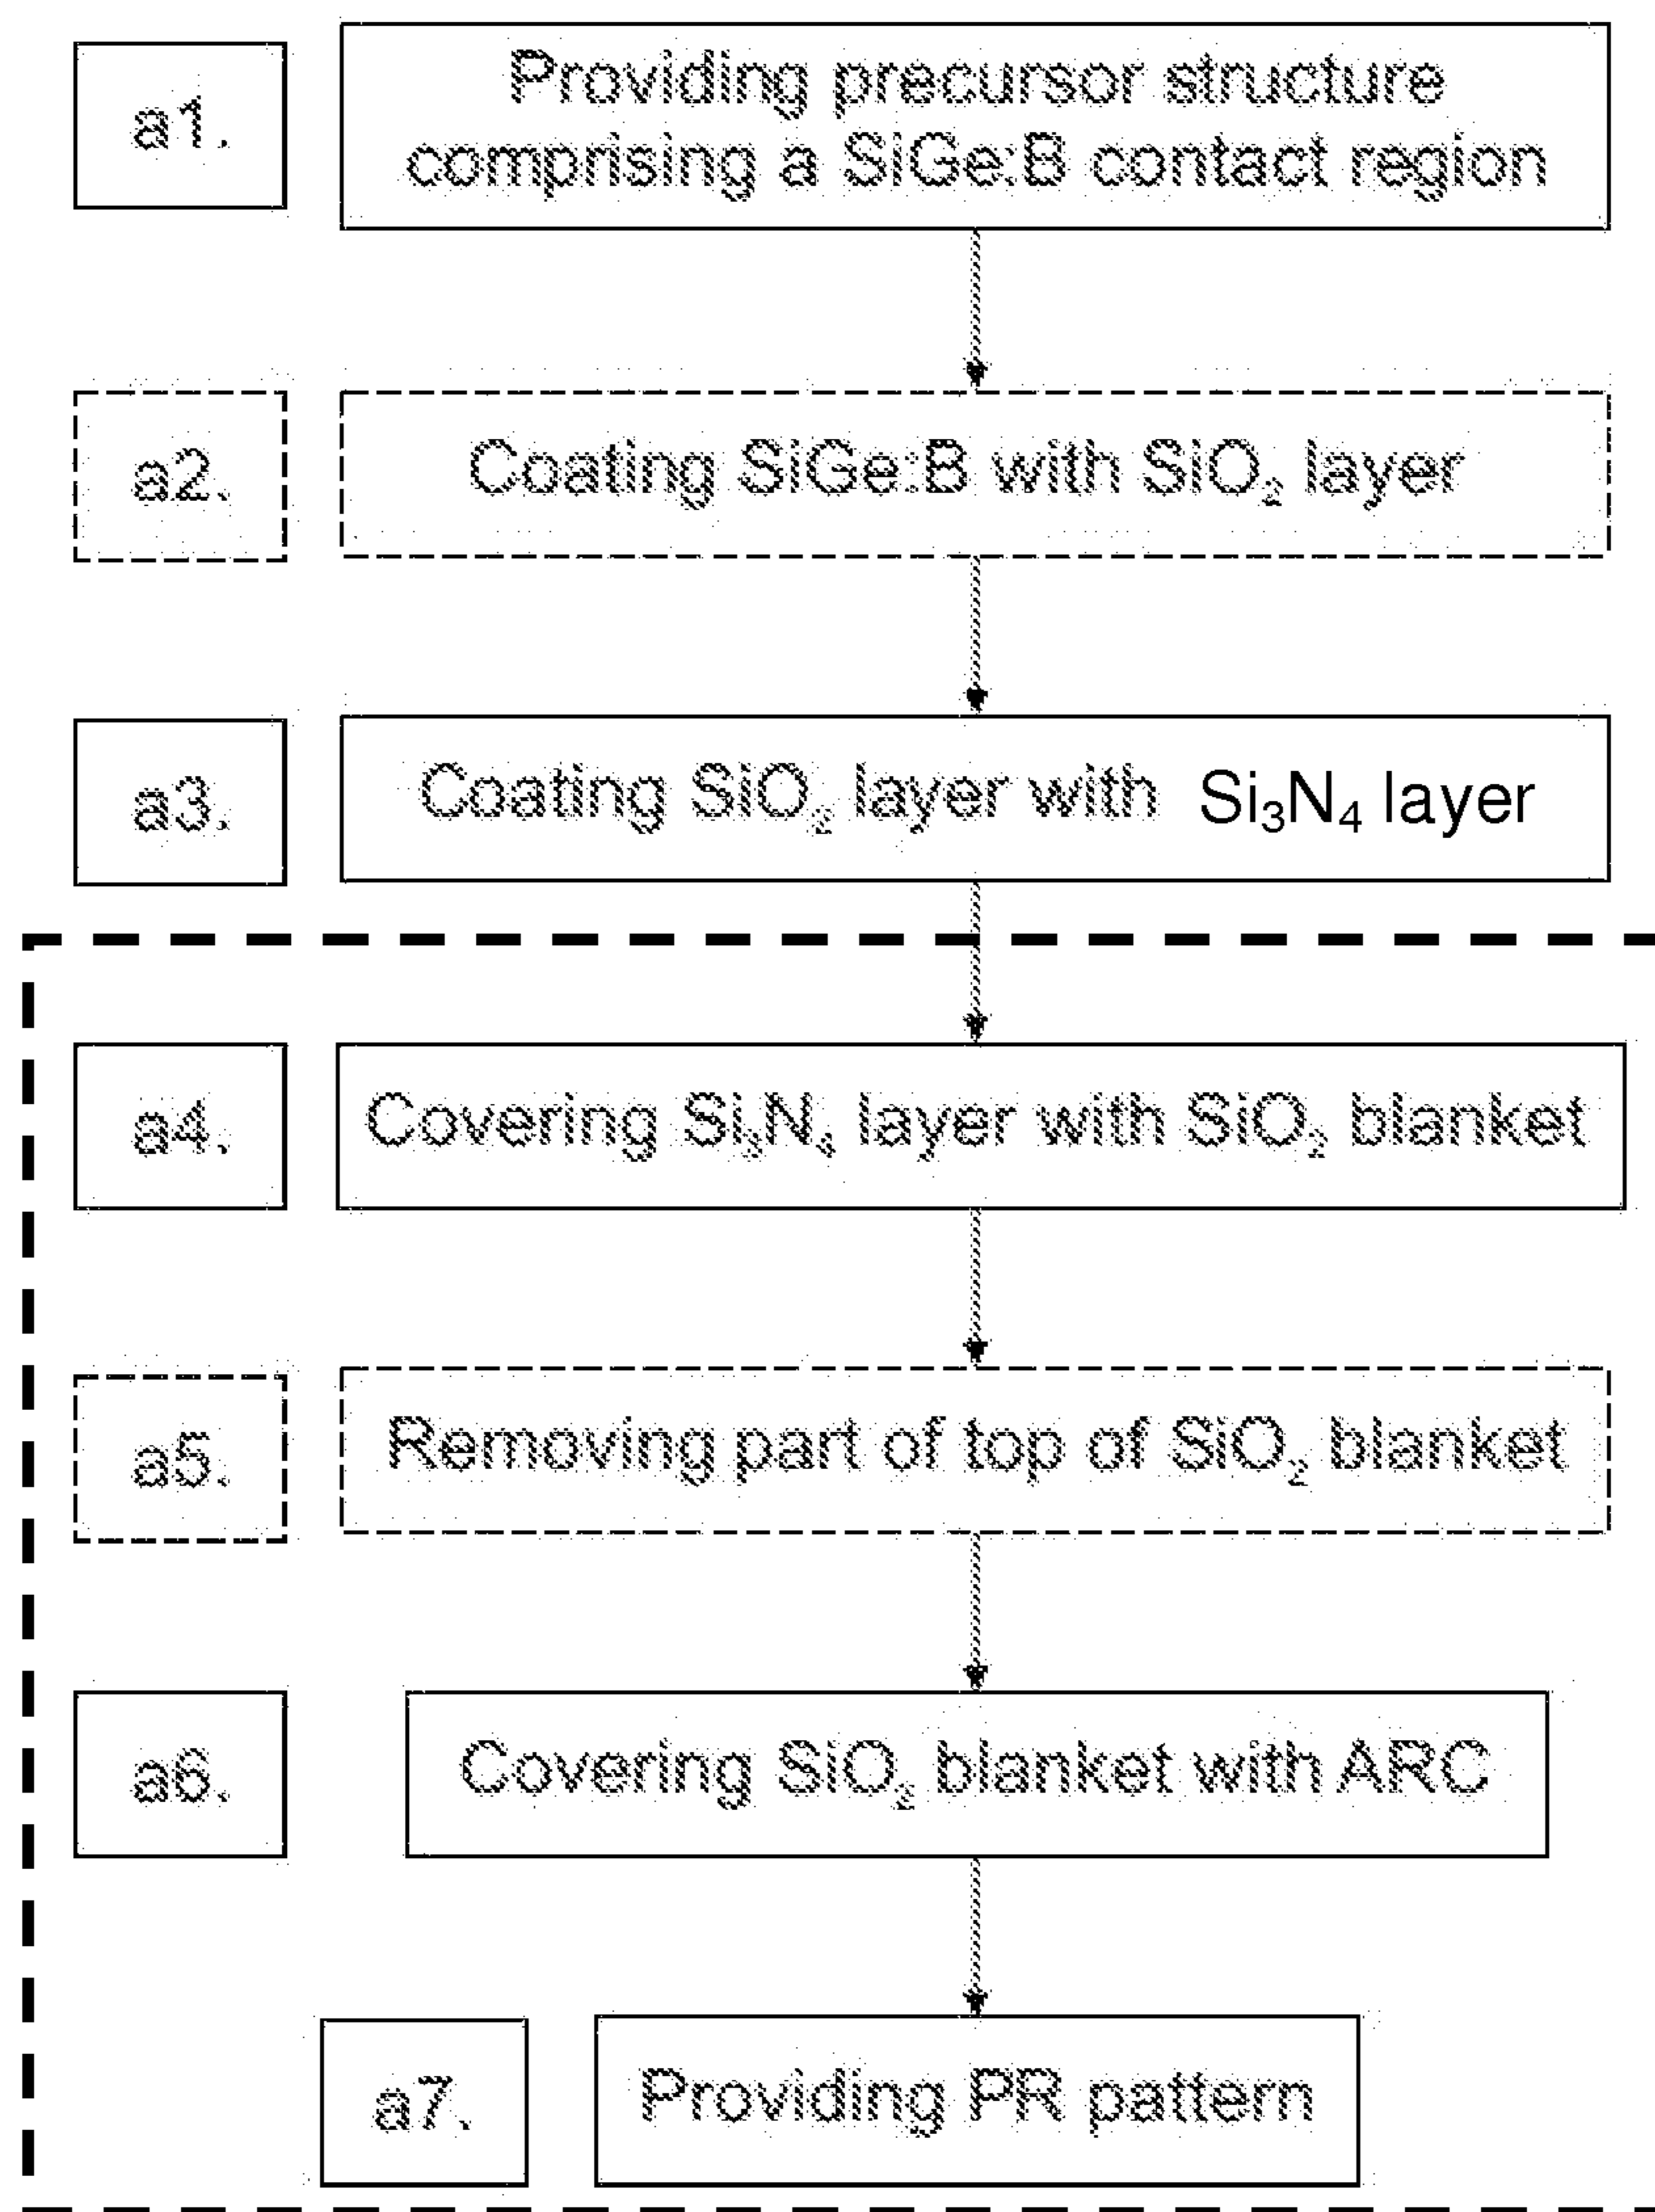 a1.
Providing precursor structure
comprising a SiGe:B contact region
a2.
Coating SiGe:B with SiO₂ layer
a3.
Coating SiO₂ layer with Si₃N₄ layer
a4.
Covering Si₃N₄ layer with SiO₂ blanket
a5.
Removing part of top of SiO₂ blanket
a6.
Covering SiO₂ blanket with ARC
a7.
Providing PR pattern